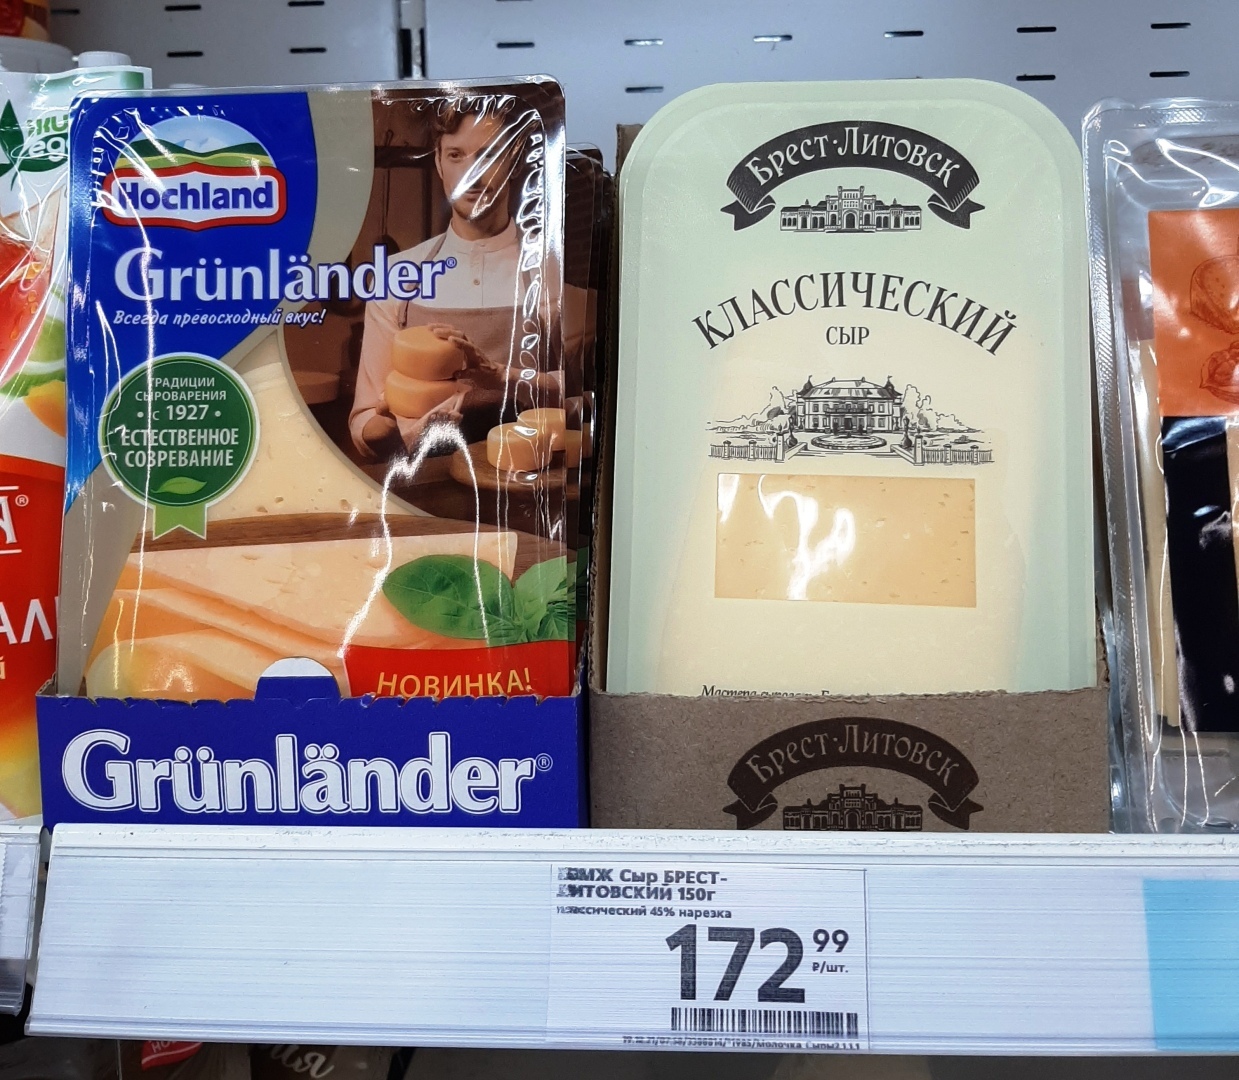 Hochland
Grünländer®
Всегда превосходный вкус!
ТРАДИЦИИ
СЫРОВАРЕНИЯ
• с 1927 •
ЕСТЕСТВЕННОЕ
СОЗРЕВАНИЕ
НОВИНКА!
Grünländer®
БРЕСТ·ЛИТОВСК
КЛАССИЧЕСКИЙ
СЫР
БРЕСТ·ЛИТОВСК
БМЖ Сыр БРЕСТ-
ЛИТОВСКИЙ 150г
классический 45% нарезка
172 99
₽/шт.